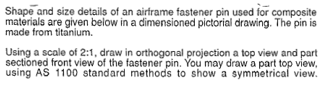 Shape and size details of an airframe fastener pin used for composite
materials are given below in a dimensioned pictorial drawing. The pin is
made from titanium.
Using a scale of 2:1, draw in orthogonal projection a top view and part
sectioned front view of the fastener pin. You may draw a part top view,
using AS 1100 standard methods to show a symmetrical view.